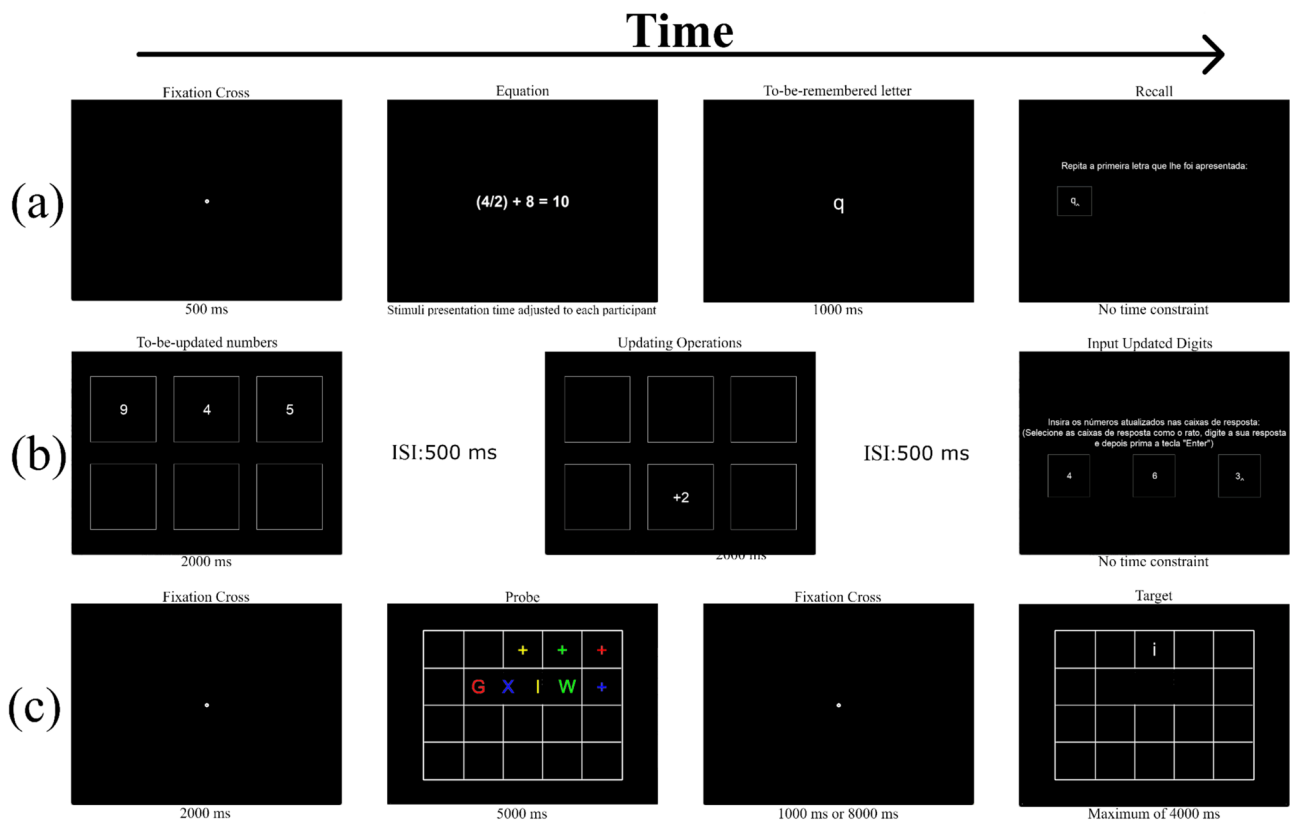 Time
Fixation Cross
Equation
To-be-remembered letter
Recall
(a)
(4/2) + 8 = 10
q
Repita a primeira letra que lhe foi apresentada:
q^
500 ms
Stimuli presentation time adjusted to each participant
1000 ms
No time constraint
To-be-updated numbers
Updating Operations
Input Updated Digits
(b)
9 4 5
ISI:500 ms
+2
ISI:500 ms
Insira os números atualizados nas caixas de resposta:
(Selecione as caixas de resposta como o rato, digite a sua resposta
e depois prima a tecla "Enter")
4 6 3^
2000 ms
2000 ms
No time constraint
Fixation Cross
Probe
Fixation Cross
Target
(c)
+ + +
G X I W +
i
2000 ms
5000 ms
1000 ms or 8000 ms
Maximum of 4000 ms